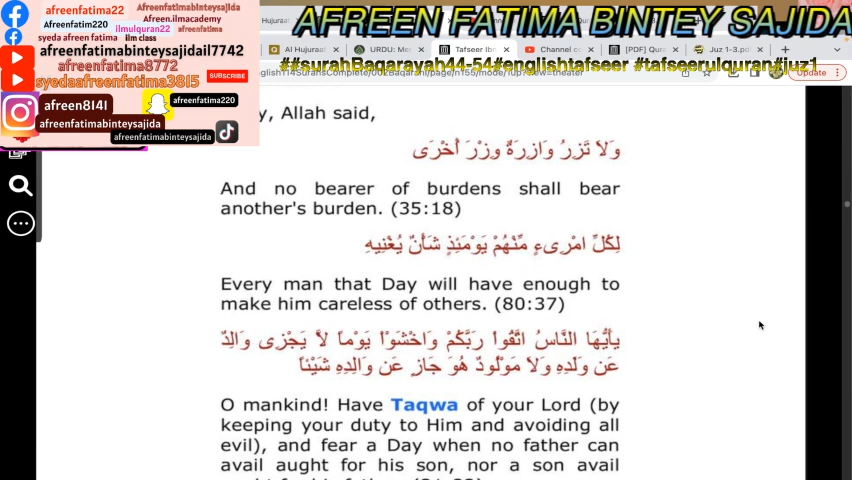 AFREEN FATIMA BINTEY SAJIDA
afreenfatima22
Afreenfatimabinteysajida
Afreen.ilmacademy
Afreenfatim220
ilmulquran22
syeda afreen fatima
ilm class
afreenfatimabinteysajidail7742
afreenfatima8772
syedaafreenfatima3815
SUBSCRIBE
afreen8141
afreenfatima220
afreenfatimabinteysajida
afreenfatimabinteysajida
Al Hujuraat
URDU: Mer
Tafseer Ibn
Channel co
[PDF] Qura
Juz 1-3.pdf
##surahBaqarayah44-54#englishtafseer #tafseerulquran#juz1
Update
y, Allah said,
وَلاَ تَزِرُ وَازِرَةٌ وِزْرَ أُخْرَى
And no bearer of burdens shall bear
another's burden. (35:18)
لِكُلِّ امْرِىءٍ مِّنْهُمْ يَوْمَئِذٍ شَأْنٌ يُغْنِيهِ
Every man that Day will have enough to
make him careless of others. (80:37)
يأَيُّهَا النَّاسُ اتَّقُواْ رَبَّكُمْ وَاخْشَوْاْ يَوْماً لاَّ يَجْزِى وَالِدٌ
عَن وَلَدِهِ وَلاَ مَوْلُودٌ هُوَ جَازٍ عَن وَالِدِهِ شَيْئاً
O mankind! Have Taqwa of your Lord (by
keeping your duty to Him and avoiding all
evil), and fear a Day when no father can
avail aught for his son, nor a son avail